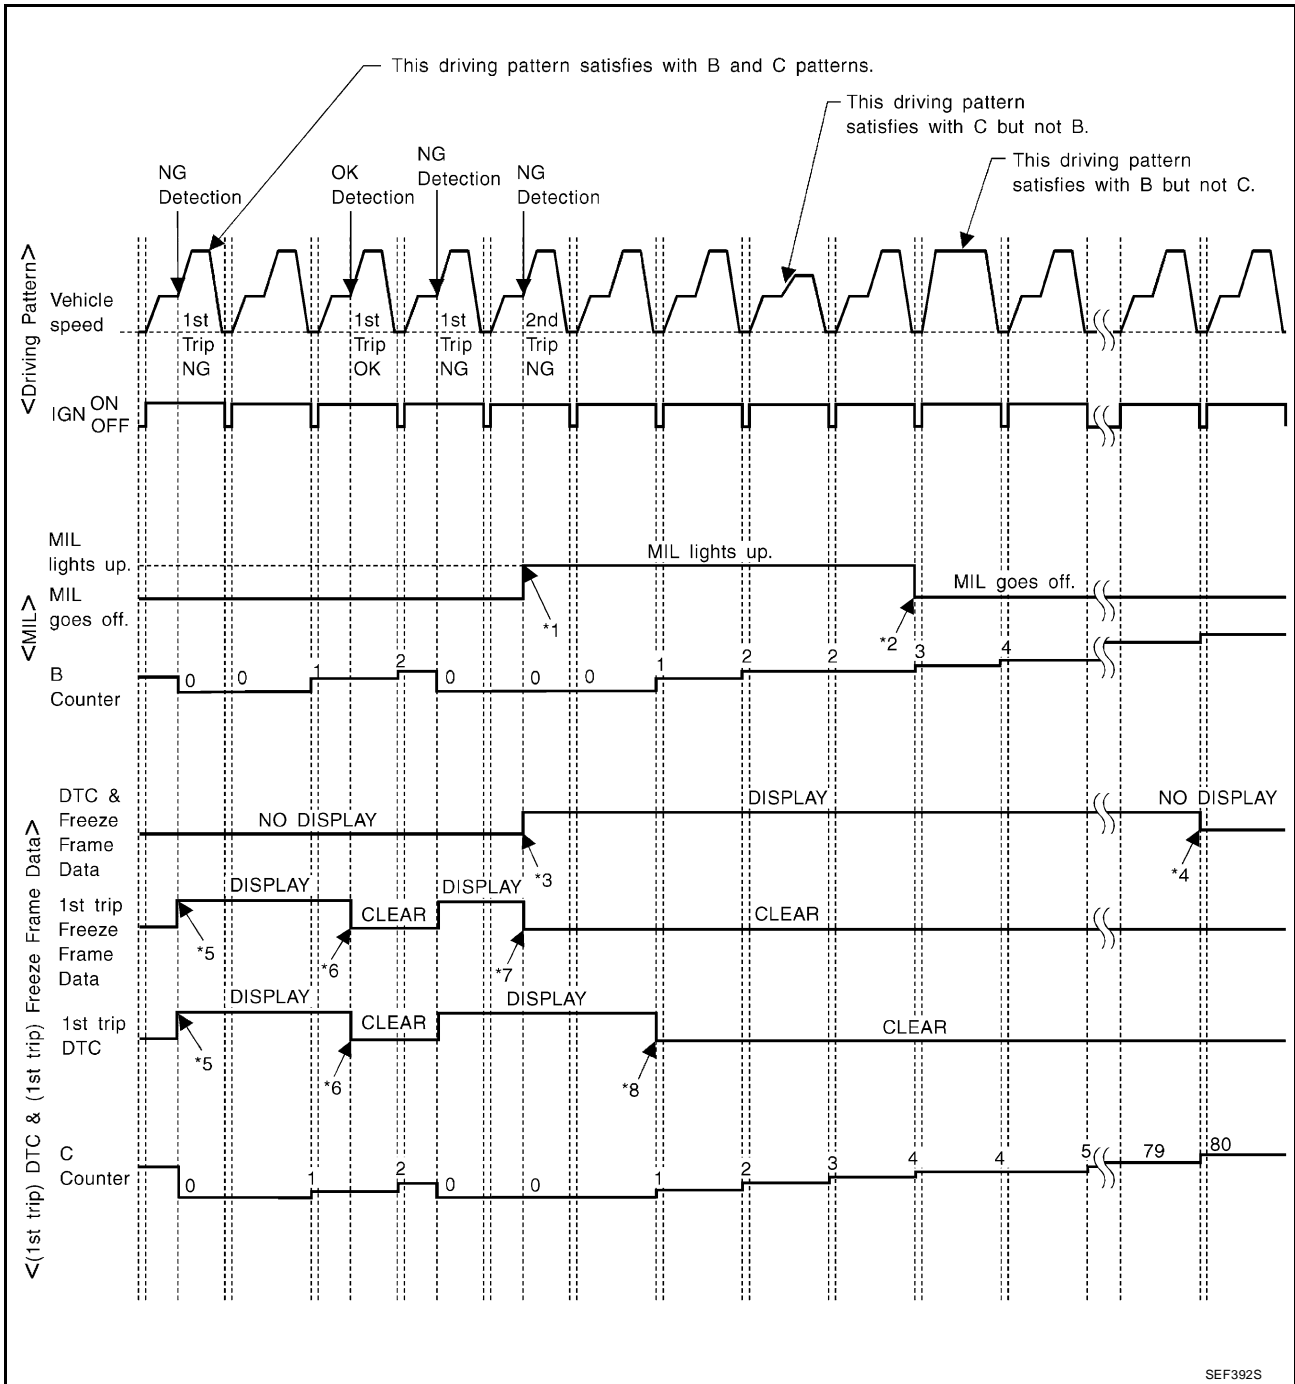 This driving pattern satisfies with B and C patterns.
This driving pattern
satisfies with C but not B.
This driving pattern
satisfies with B but not C.
NG
Detection
OK
Detection
NG
Detection
NG
Detection
<Driving Pattern>
Vehicle
speed
1st
Trip
NG
1st
Trip
OK
1st
Trip
NG
2nd
Trip
NG
IGN ON
OFF
<MIL>
MIL
lights up.
MIL lights up.
MIL
goes off.
MIL goes off.
*1
*2
B
Counter
0 0 1 2 0 0 0 1 2 2 3 4
<(1st trip) DTC & (1st trip) Freeze Frame Data>
DTC &
Freeze
Frame
Data
NO DISPLAY
DISPLAY
NO DISPLAY
*3
*4
1st trip
Freeze
Frame
Data
DISPLAY
CLEAR
DISPLAY
CLEAR
*5
*6
*7
1st trip
DTC
DISPLAY
CLEAR
DISPLAY
CLEAR
*5
*6
*8
C
Counter
0 1 2 0 0 1 2 3 4 4 5 79 80
SEF392S